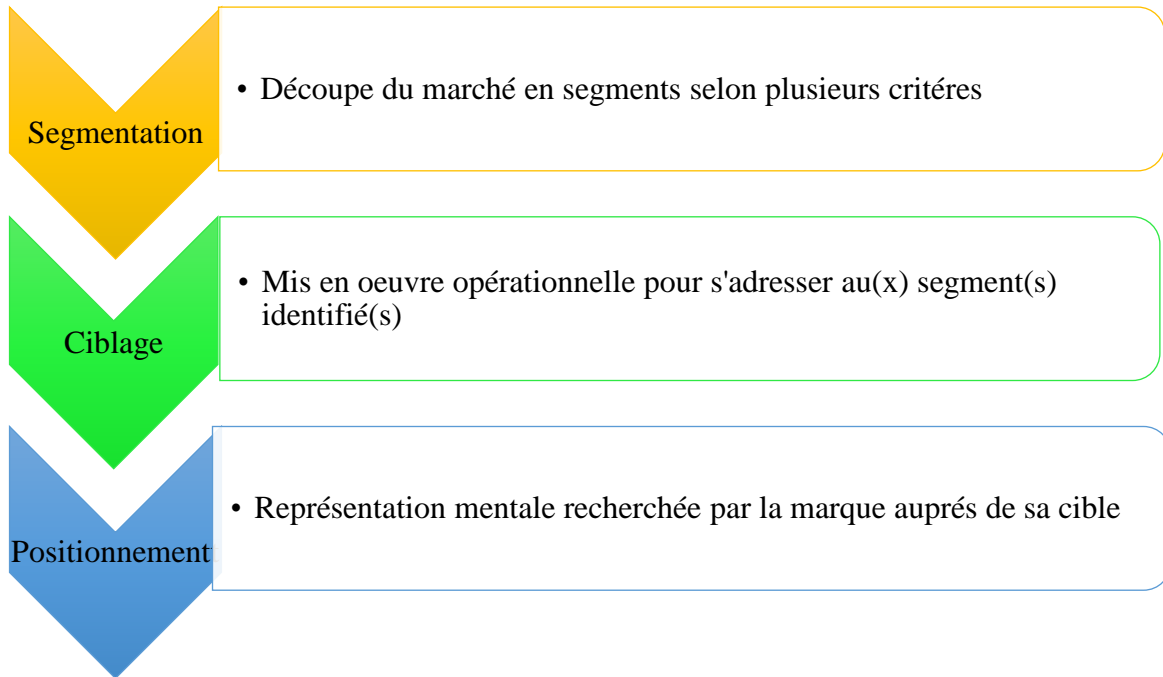 Segmentation
• Découpe du marché en segments selon plusieurs critéres
Ciblage
• Mis en oeuvre opérationnelle pour s'adresser au(x) segment(s)
identifié(s)
Positionnement
• Représentation mentale recherchée par la marque auprés de sa cible